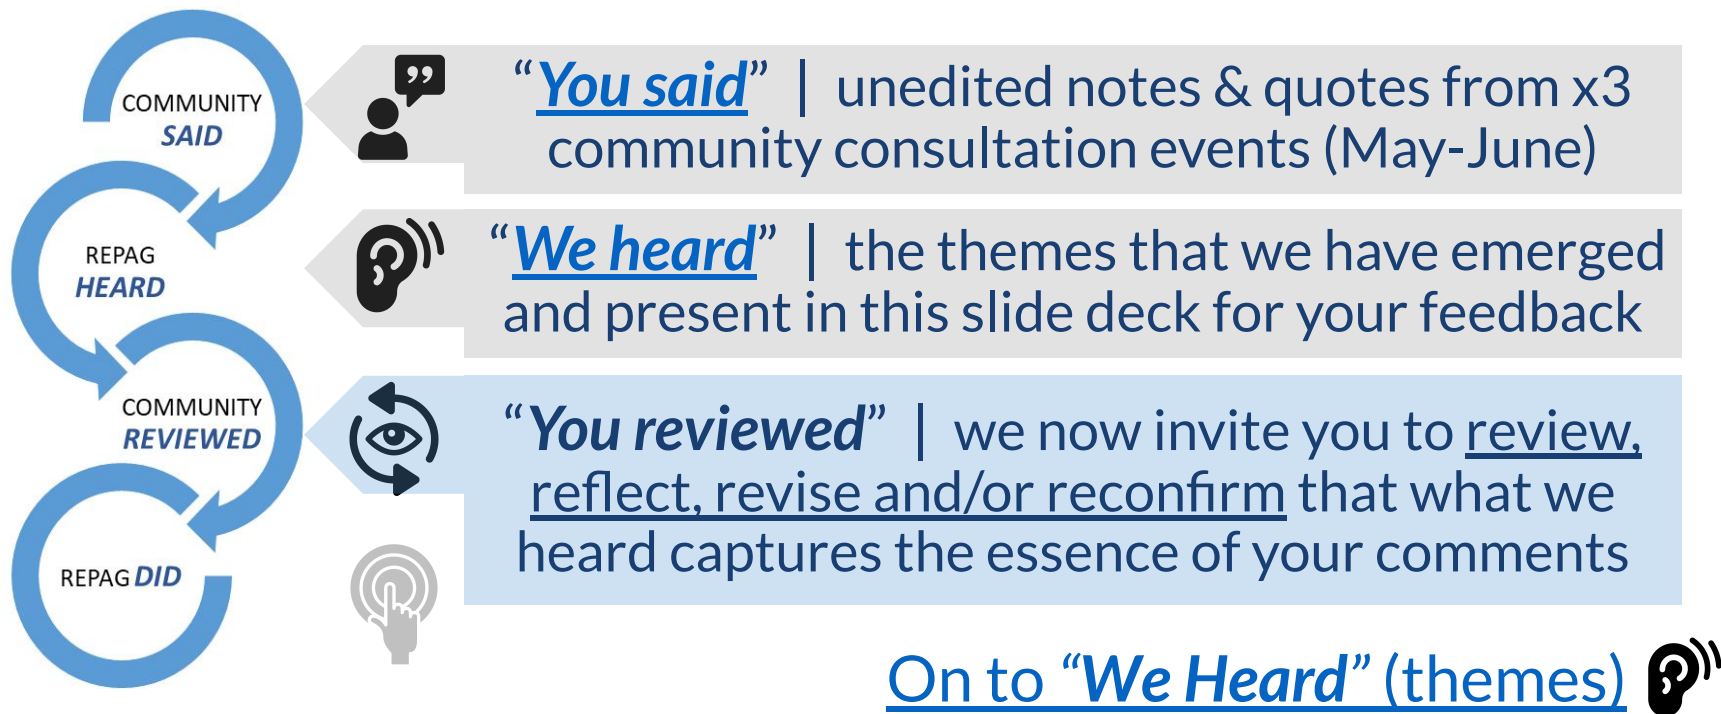 COMMUNITY
SAID
REPAG
HEARD
COMMUNITY
REVIEWED
REPAG DID
“You said” | unedited notes & quotes from x3
community consultation events (May-June)
“We heard” | the themes that we have emerged
and present in this slide deck for your feedback
“You reviewed” | we now invite you to review,
reflect, revise and/or reconfirm that what we
heard captures the essence of your comments
On to “We Heard” (themes)